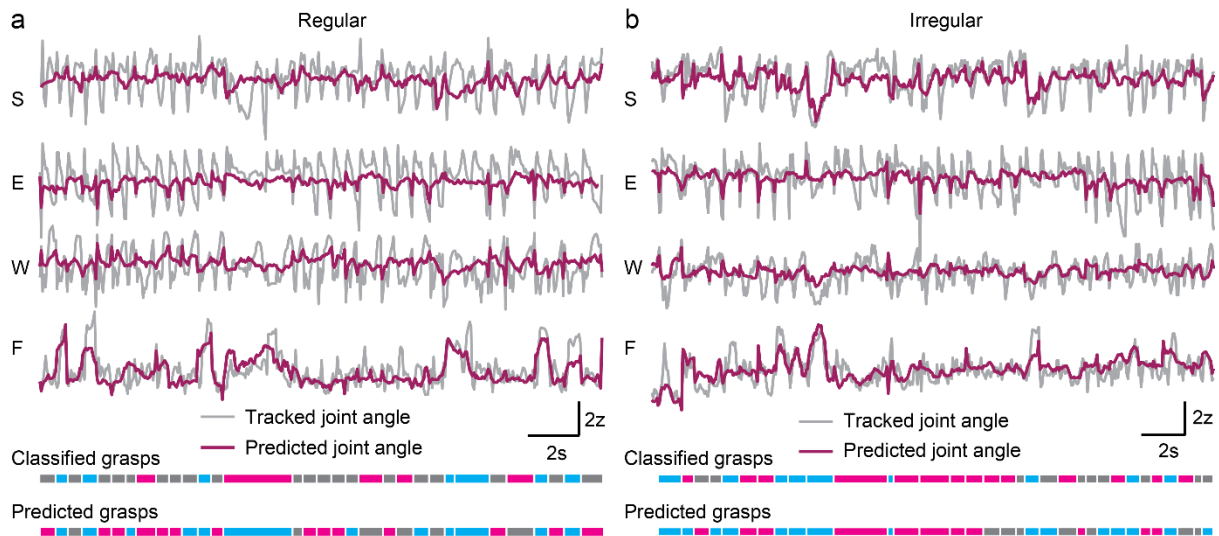 a
Regular
S
E
W
F
Tracked joint angle
Predicted joint angle
2z
2s
Classified grasps
Predicted grasps
b
Irregular
S
E
W
F
Tracked joint angle
Predicted joint angle
2z
2s
Classified grasps
Predicted grasps